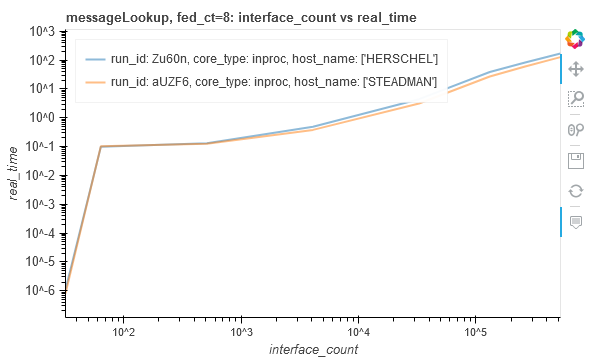 messageLookup, fed_ct=8: interface_count vs real_time
run_id: Zu60n, core_type: inproc, host_name: ['HERSCHEL']
run_id: aUZF6, core_type: inproc, host_name: ['STEADMAN']
real_time
10^3
10^2
10^1
10^0
10^-1
10^-2
10^-3
10^-4
10^-5
10^-6
10^2
10^3
10^4
10^5
interface_count